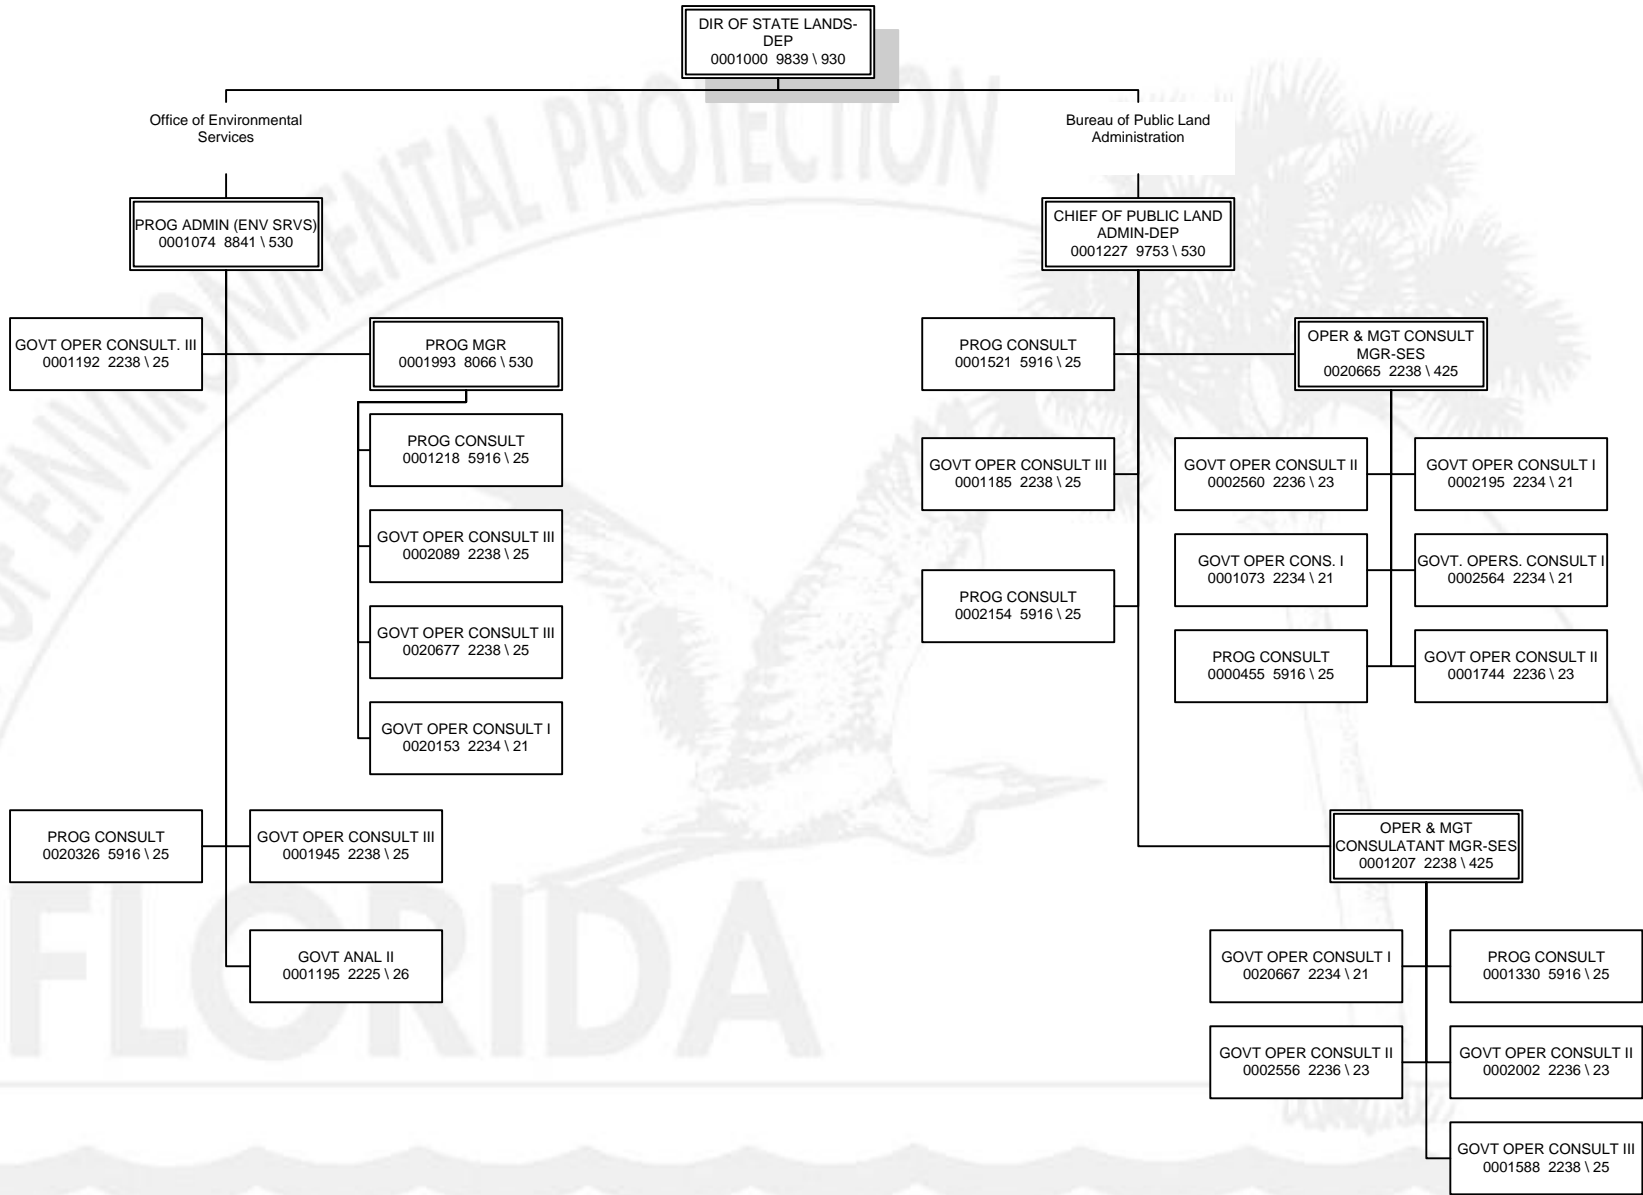 DIR OF STATE LANDS-
DEP
0001000 9839 \ 930
Office of Environmental
Services
Bureau of Public Land
Administration
PROG ADMIN (ENV SRVS)
0001074 8841 \ 530
CHIEF OF PUBLIC LAND
ADMIN-DEP
0001227 9753 \ 530
GOVT OPER CONSULT. III
0001192 2238 \ 25
PROG MGR
0001993 8066 \ 530
PROG CONSULT
0001218 5916 \ 25
GOVT OPER CONSULT III
0002089 2238 \ 25
GOVT OPER CONSULT III
0020677 2238 \ 25
GOVT OPER CONSULT I
0020153 2234 \ 21
PROG CONSULT
0020326 5916 \ 25
GOVT OPER CONSULT III
0001945 2238 \ 25
GOVT ANAL II
0001195 2225 \ 26
PROG CONSULT
0001521 5916 \ 25
OPER & MGT CONSULT
MGR-SES
0020665 2238 \ 425
GOVT OPER CONSULT III
0001185 2238 \ 25
GOVT OPER CONSULT II
0002560 2236 \ 23
GOVT OPER CONSULT I
0002195 2234 \ 21
GOVT OPER CONS. I
0001073 2234 \ 21
GOVT. OPERS. CONSULT I
0002564 2234 \ 21
PROG CONSULT
0002154 5916 \ 25
PROG CONSULT
0000455 5916 \ 25
GOVT OPER CONSULT II
0001744 2236 \ 23
OPER & MGT
CONSULATANT MGR-SES
0001207 2238 \ 425
GOVT OPER CONSULT I
0020667 2234 \ 21
PROG CONSULT
0001330 5916 \ 25
GOVT OPER CONSULT II
0002556 2236 \ 23
GOVT OPER CONSULT II
0002002 2236 \ 23
GOVT OPER CONSULT III
0001588 2238 \ 25
OF ENVIRONMENTAL PROTECTION
FLORIDA